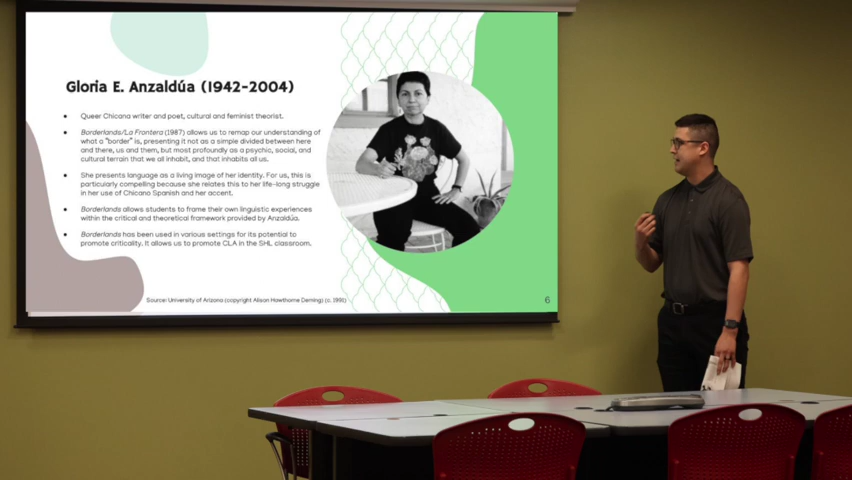 Gloria E. Anzaldúa (1942-2004)
Queer Chicana writer and poet, cultural and feminist theorist.
Borderlands/La Frontera (1987) allows us to remap our understanding of
what a "border" is, presenting it not as a simple divided between here
and there, us and them, but most profoundly as a psychic, social, and
cultural terrain that we all inhabit, and that inhabits all us.
She presents language as a living image of her identity. For us, this is
particularly compelling because she relates this to her life-long struggle
in her use of Chicano Spanish and her accent.
Borderlands allows students to frame their own linguistic experiences
within the critical and theoretical framework provided by Anzaldúa.
Borderlands has been used in various settings for its potential to
promote criticality. It allows us to promote CLA in the SHL classroom.
Source: University of Arizona (copyright Alison Hawthorne Deming) (c. 1990)
6